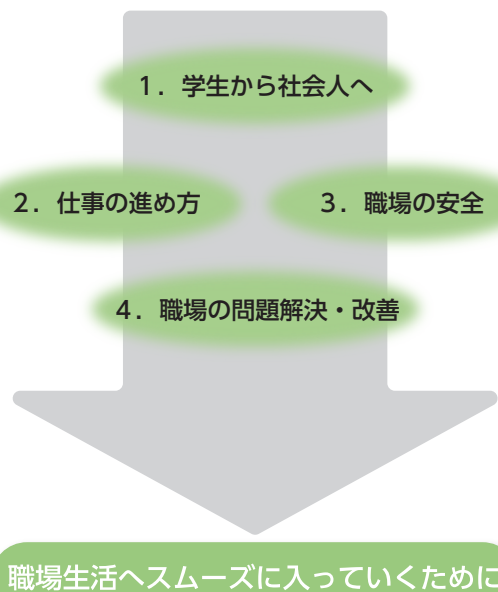 1．学生から社会人へ
2．仕事の進め方
3．職場の安全
4．職場の問題解決・改善
職場生活へスムーズに入っていくために